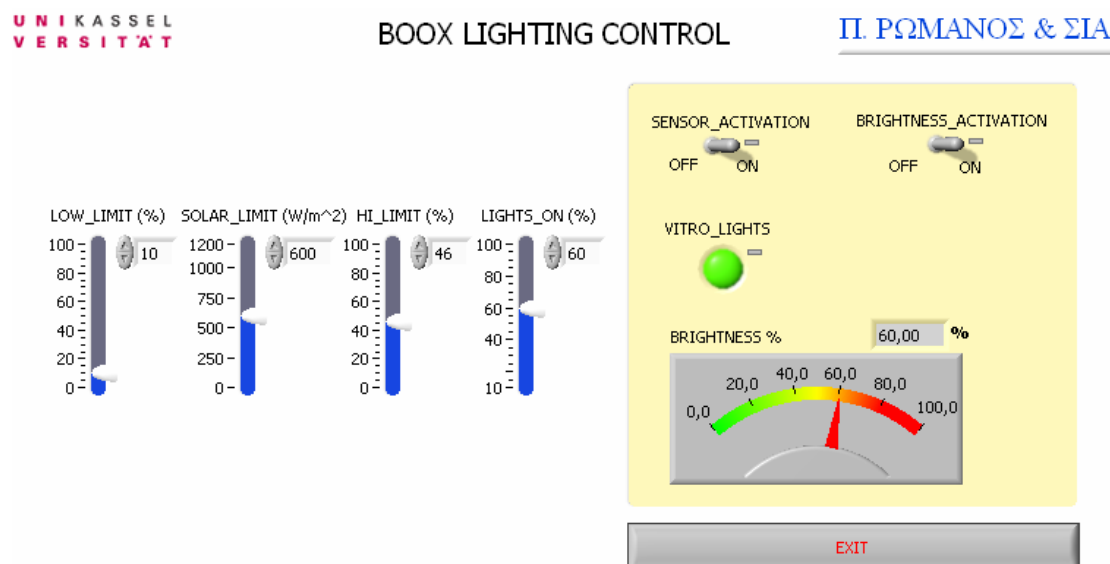 UNIKASSEL
VERSITÄT
BOOX LIGHTING CONTROL
Π. ΡΩΜΑΝΟΣ & ΣΙΑ
SENSOR_ACTIVATION
OFF ON
BRIGHTNESS_ACTIVATION
OFF ON
LOW_LIMIT (%)
10
100
80
60
40
20
0
SOLAR_LIMIT (W/m^2)
600
1200
1000
750
500
250
0
HI_LIMIT (%)
46
100
80
60
40
20
0
LIGHTS_ON (%)
60
100
80
60
40
10
VITRO_LIGHTS
BRIGHTNESS %
60,00 %
0,0 20,0 40,0 60,0 80,0 100,0
EXIT